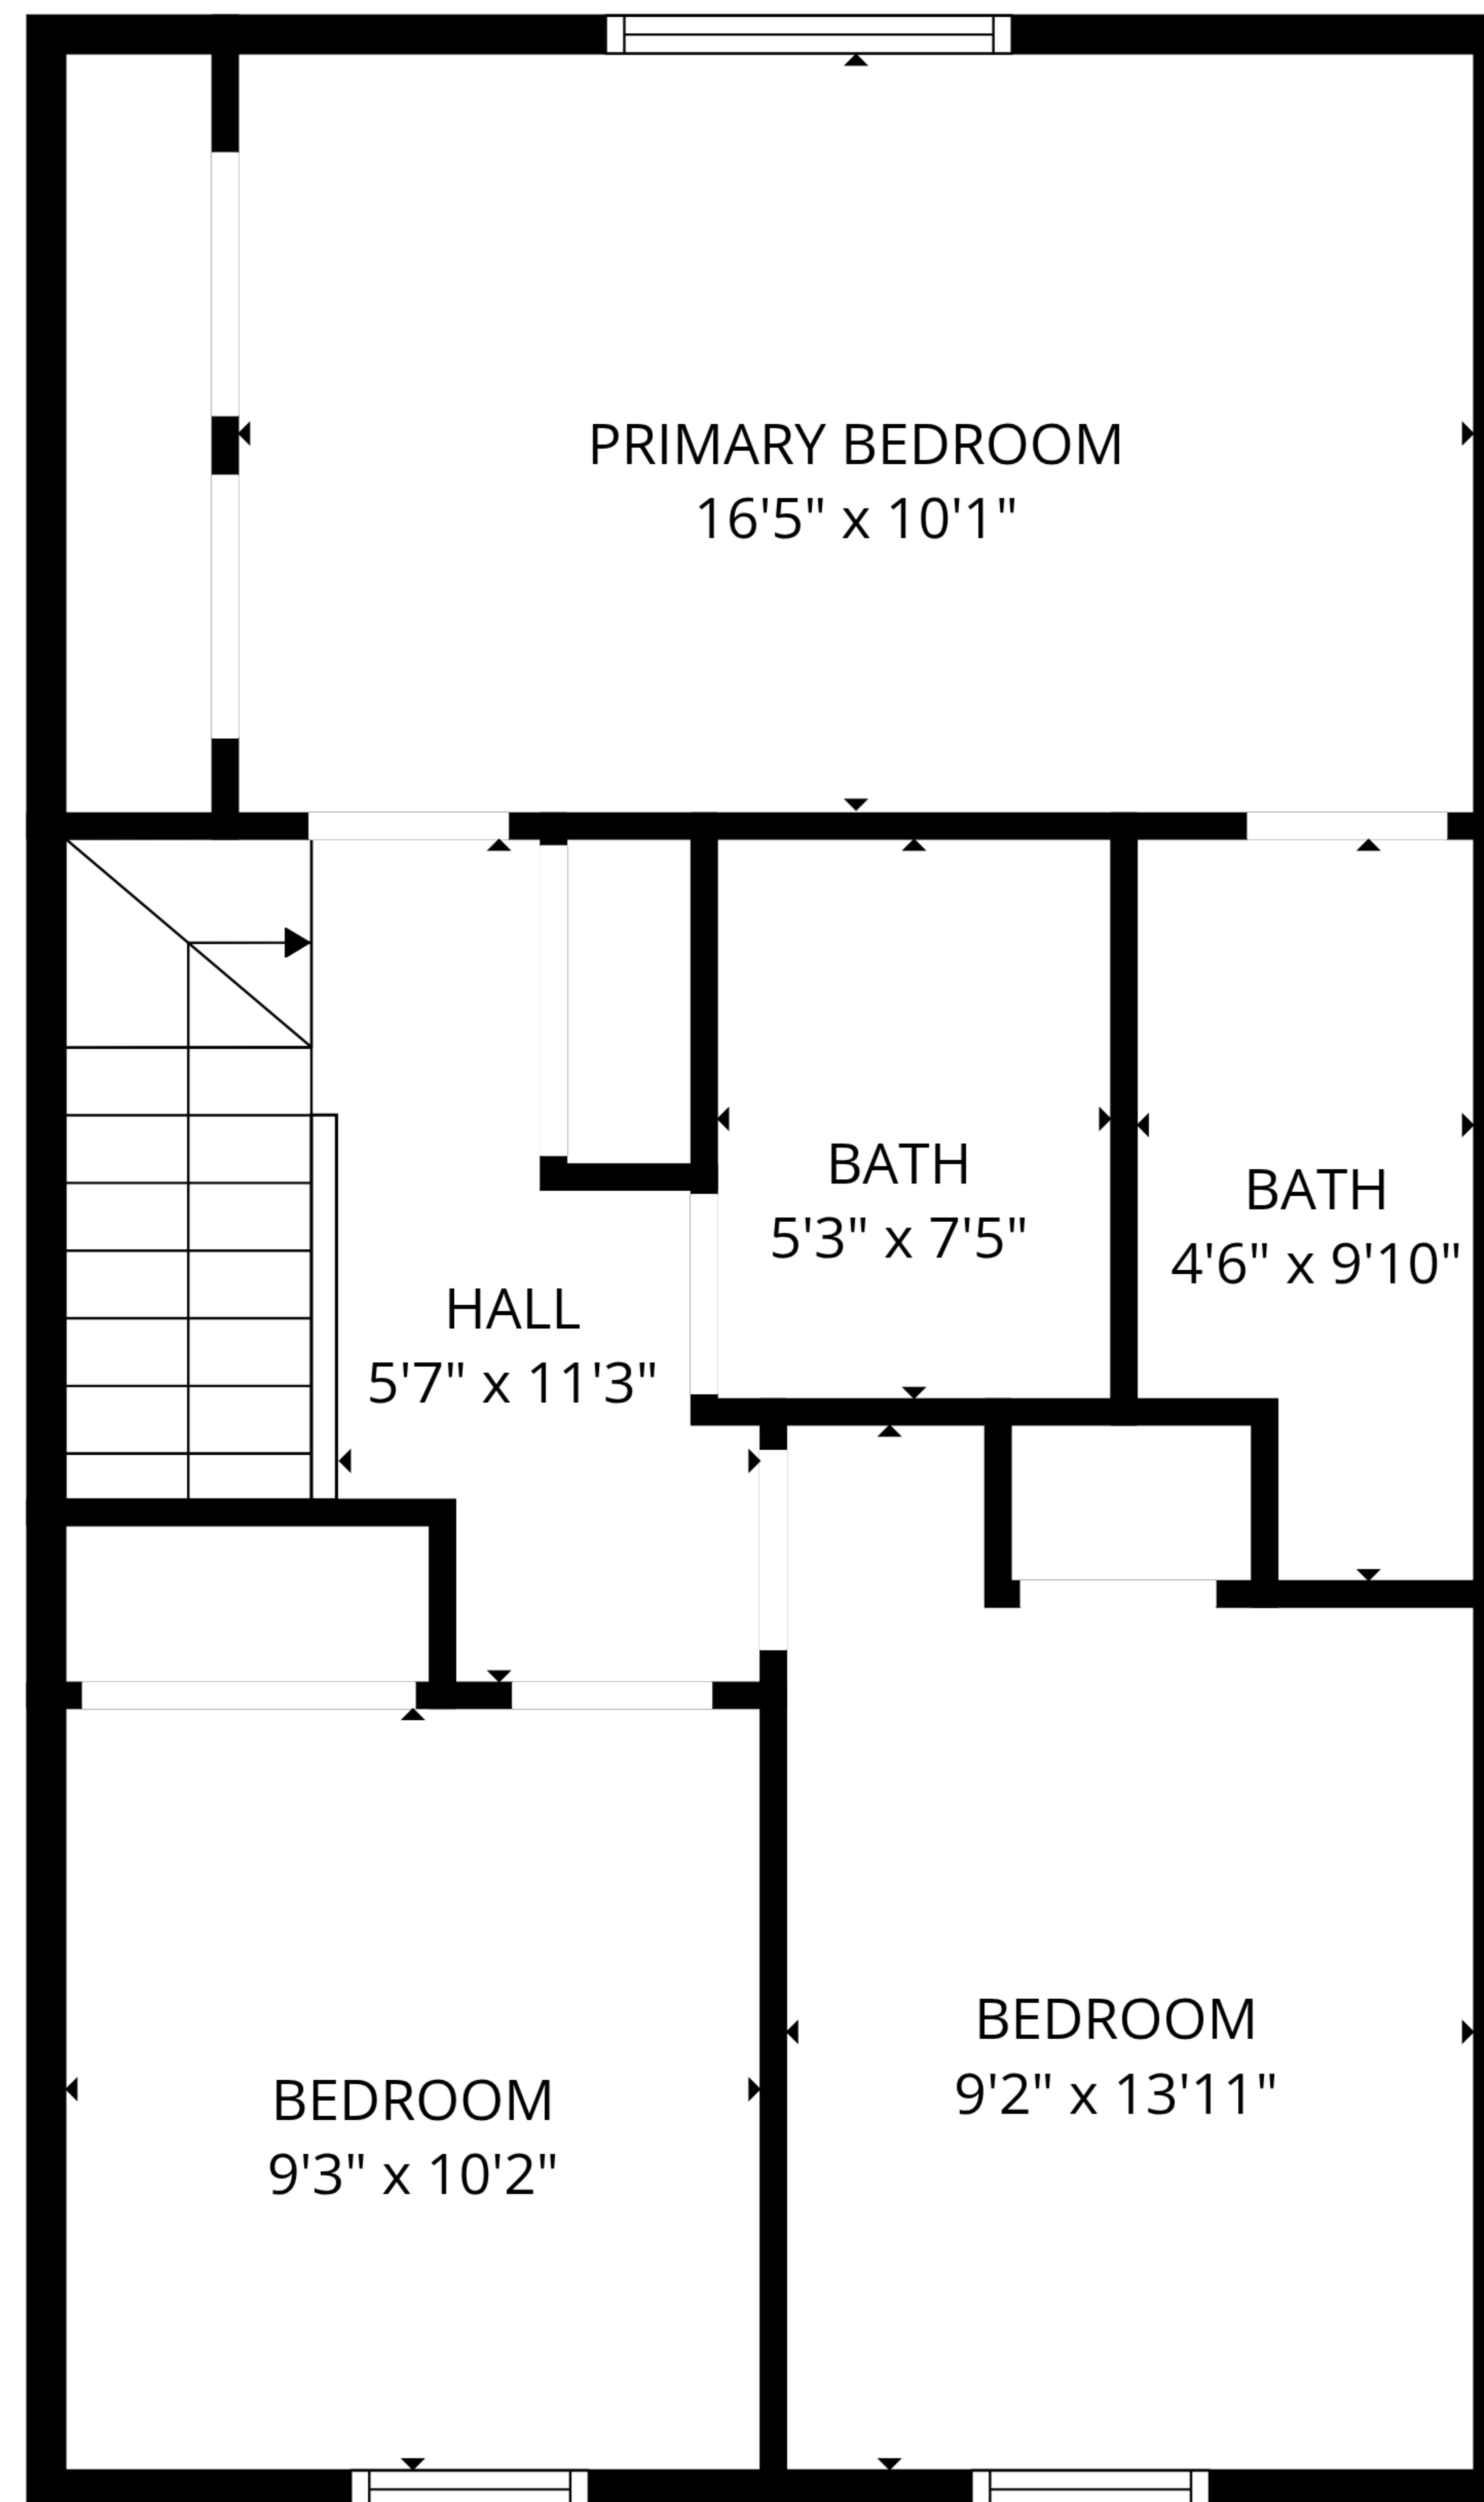 PRIMARY BEDROOM
16'5" x 10'1"
BATH
5'3" x 7'5"
BATH
4'6" x 9'10"
HALL
5'7" x 11'3"
BEDROOM
9'2" x 13'11"
BEDROOM
9'3" x 10'2"